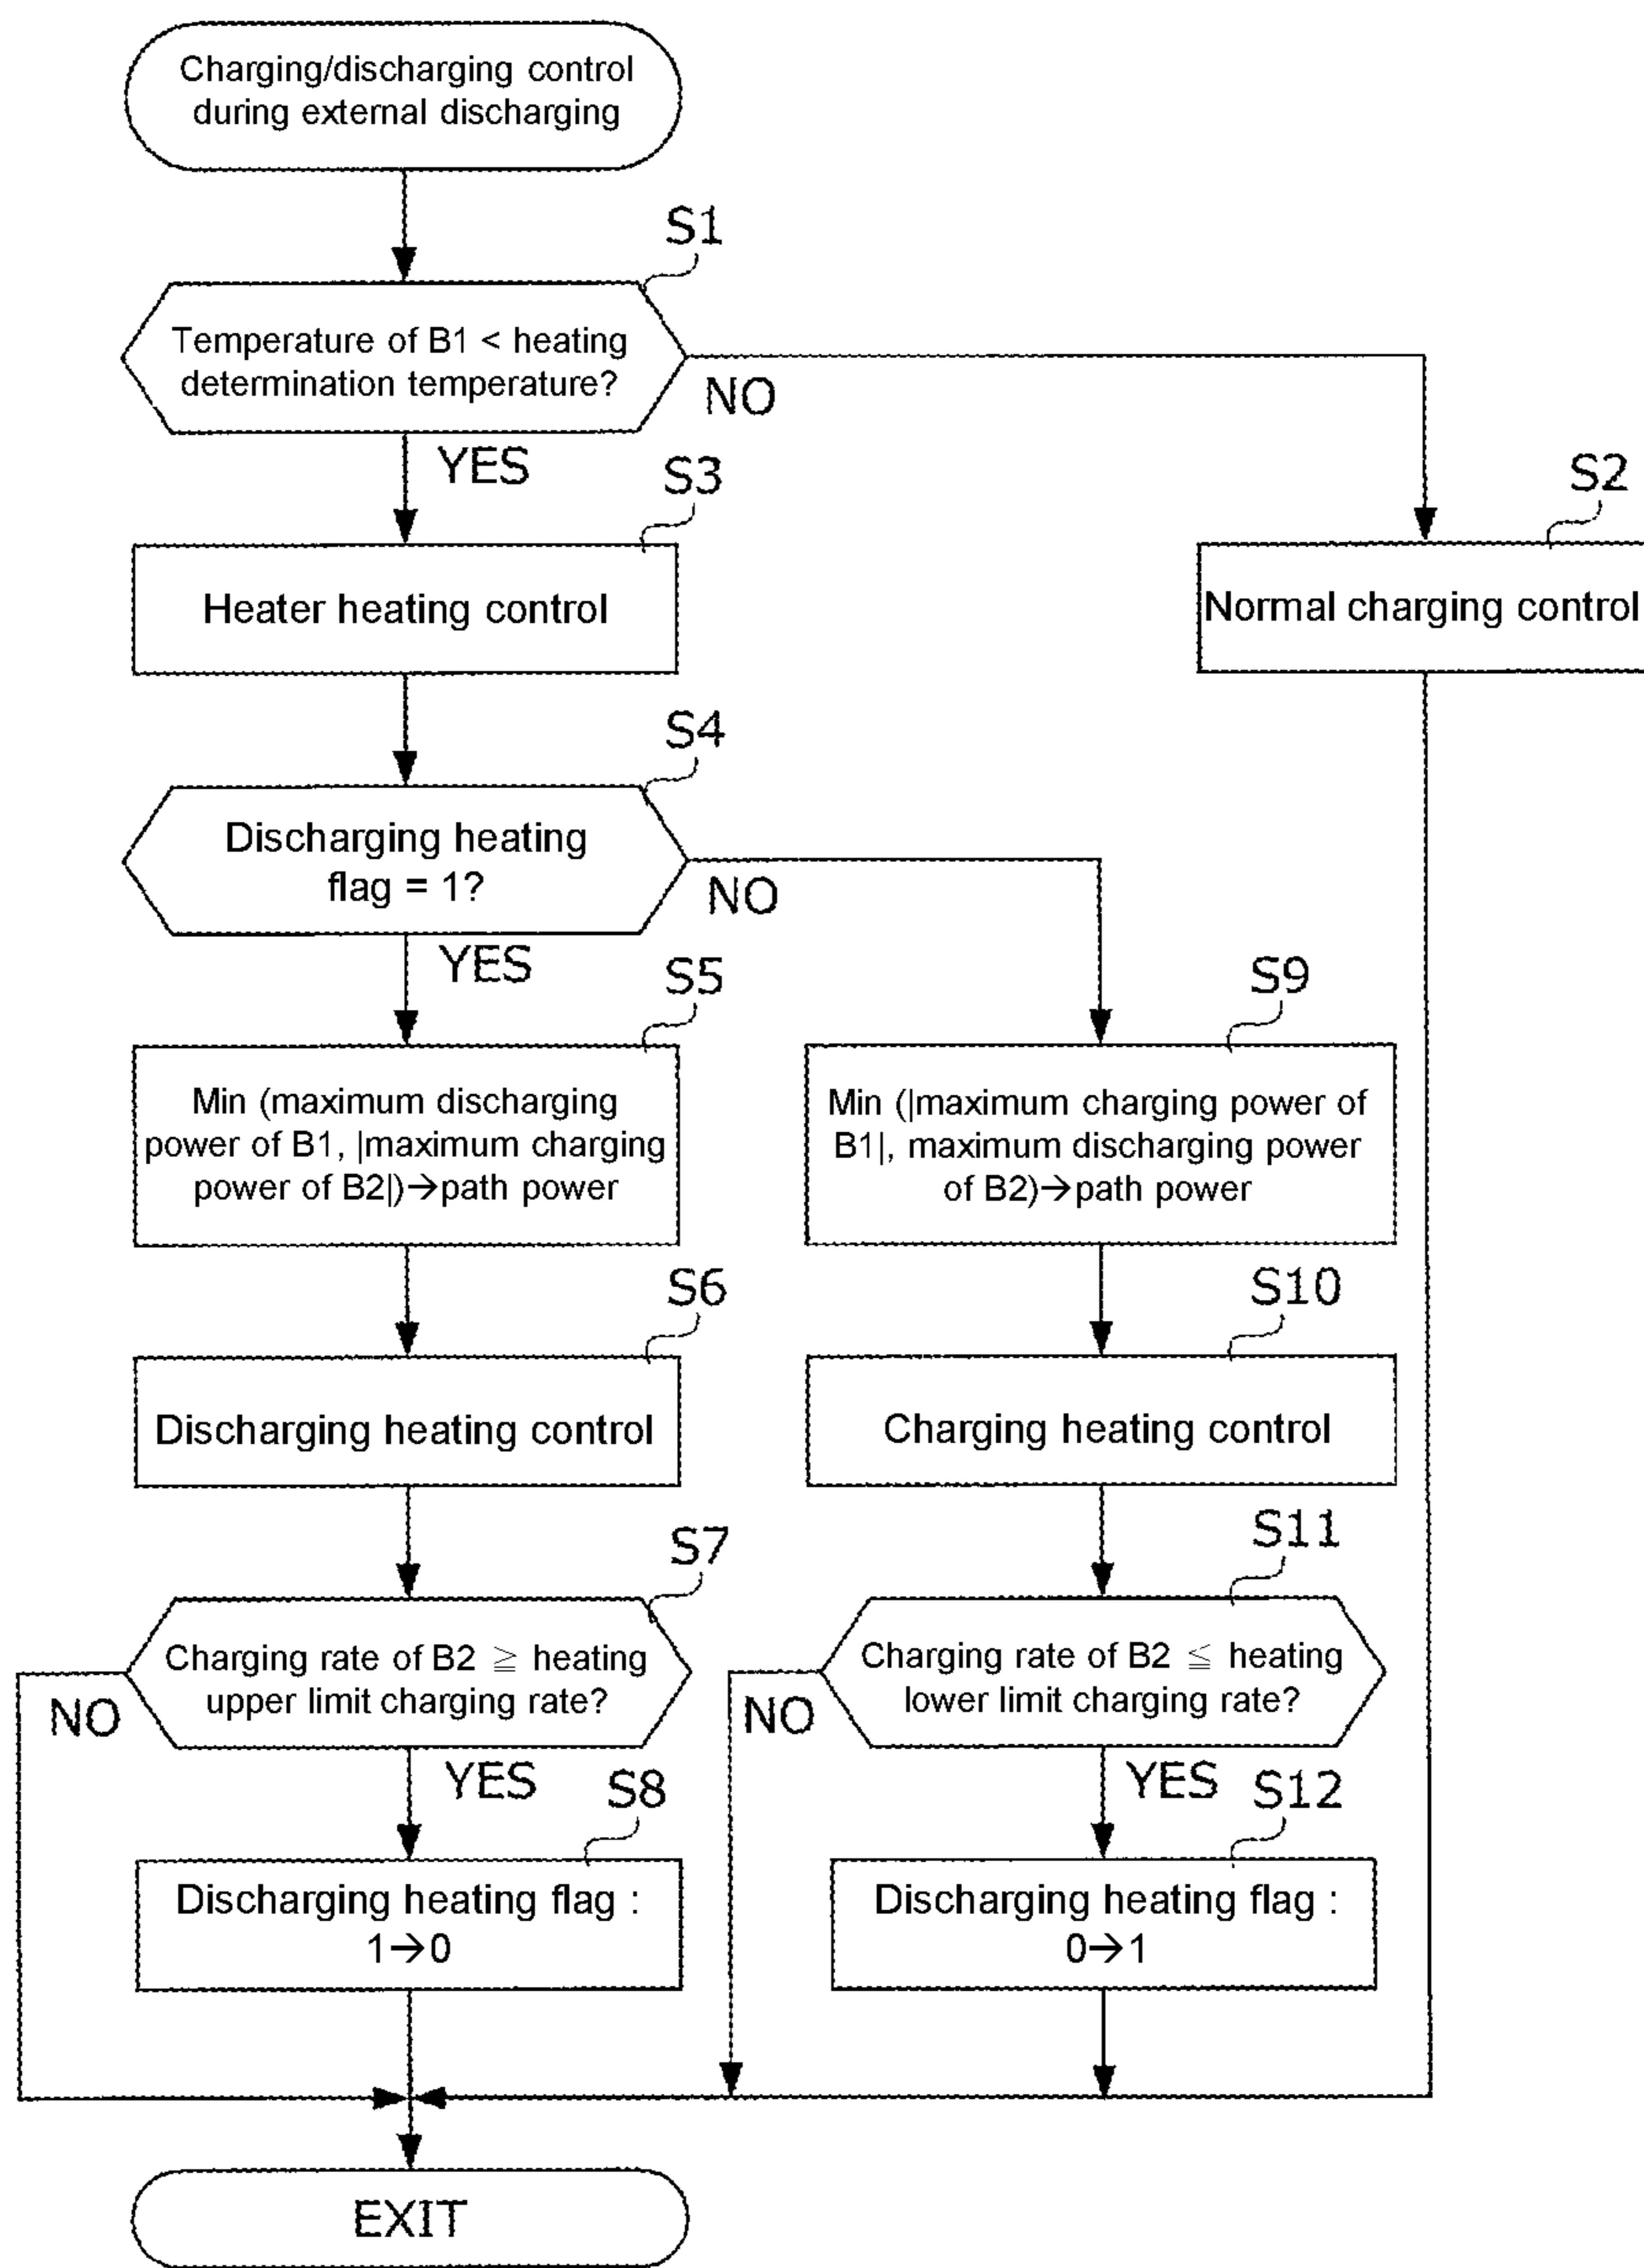 Charging/discharging control
during external discharging
S1
Temperature of B1 < heating
determination temperature?
NO
YES
S3
S2
Heater heating control
Normal charging control
S4
Discharging heating
flag = 1?
NO
YES
S5
S9
Min (maximum discharging
power of B1, |maximum charging
power of B2|)→path power
Min (|maximum charging power of
B1|, maximum discharging power
of B2)→path power
S6
S10
Discharging heating control
Charging heating control
S7
S11
Charging rate of B2 ≧ heating
upper limit charging rate?
Charging rate of B2 ≦ heating
lower limit charging rate?
NO
NO
YES
YES
S8
S12
Discharging heating flag :
1→0
Discharging heating flag :
0→1
EXIT